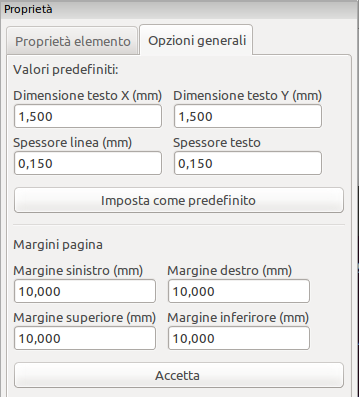 Proprietà
Proprietà elemento Opzioni generali
Valori predefiniti:
Dimensione testo X (mm) Dimensione testo Y (mm)
1,500 1,500
Spessore linea (mm) Spessore testo
0,150 0,150
Imposta come predefinito
Margini pagina
Margine sinistro (mm) Margine destro (mm)
10,000 10,000
Margine superiore (mm) Margine inferirore (mm)
10,000 10,000
Accetta